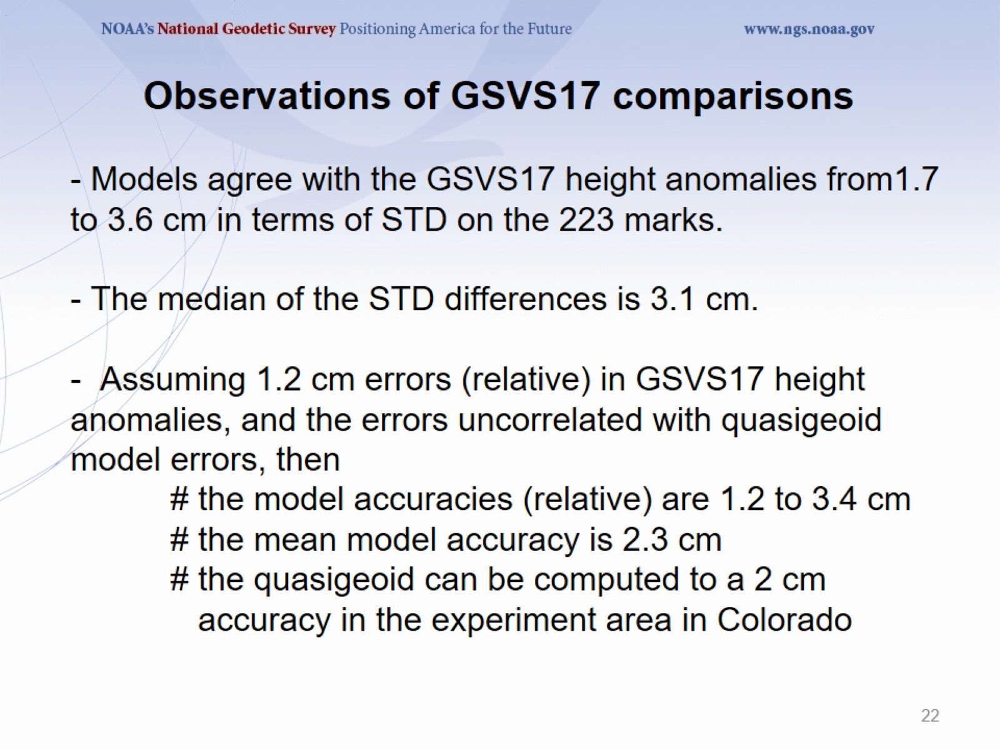 NOAA's National Geodetic Survey Positioning America for the Future www.ngs.noaa.gov
Observations of GSVS17 comparisons
- Models agree with the GSVS17 height anomalies from1.7
to 3.6 cm in terms of STD on the 223 marks.
- The median of the STD differences is 3.1 cm.
- Assuming 1.2 cm errors (relative) in GSVS17 height
anomalies, and the errors uncorrelated with quasigeoid
model errors, then
# the model accuracies (relative) are 1.2 to 3.4 cm
# the mean model accuracy is 2.3 cm
# the quasigeoid can be computed to a 2 cm
accuracy in the experiment area in Colorado
22